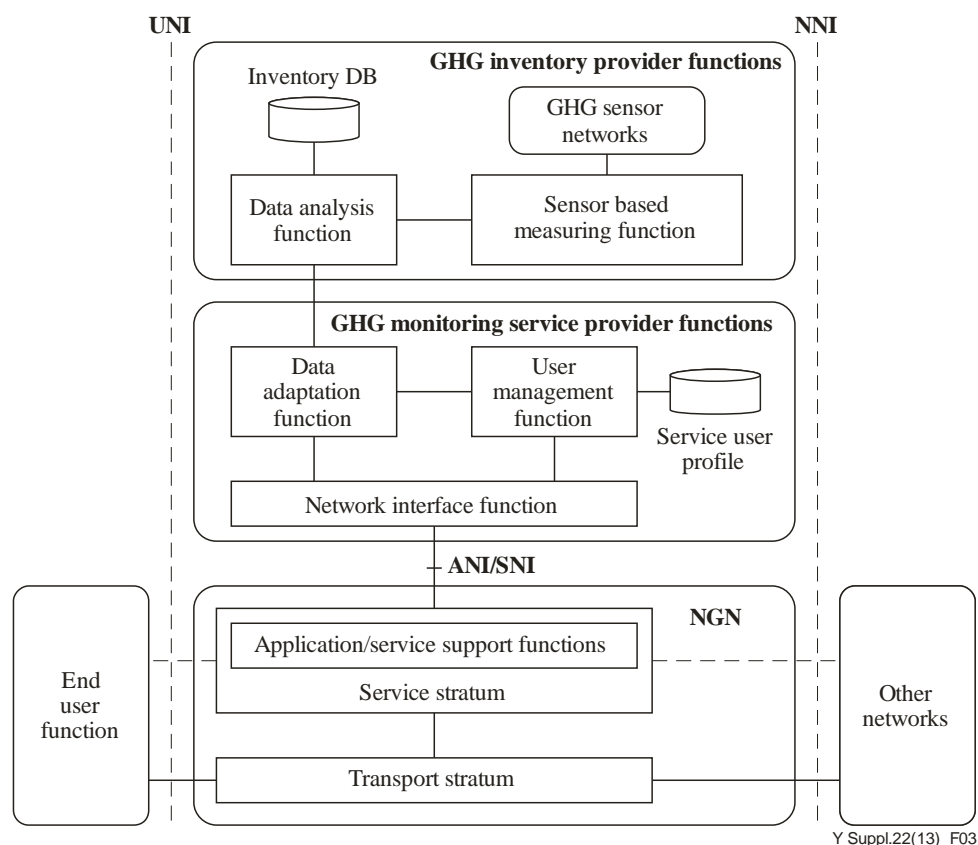 UNI
NNI
GHG inventory provider functions
Inventory DB
GHG sensor
networks
Data analysis
function
Sensor based
measuring function
GHG monitoring service provider functions
Data
adaptation
function
User
management
function
Service user
profile
Network interface function
ANI/SNI
NGN
Application/service support functions
Service stratum
End
user
function
Other
networks
Transport stratum
Y Suppl.22(13)_F03